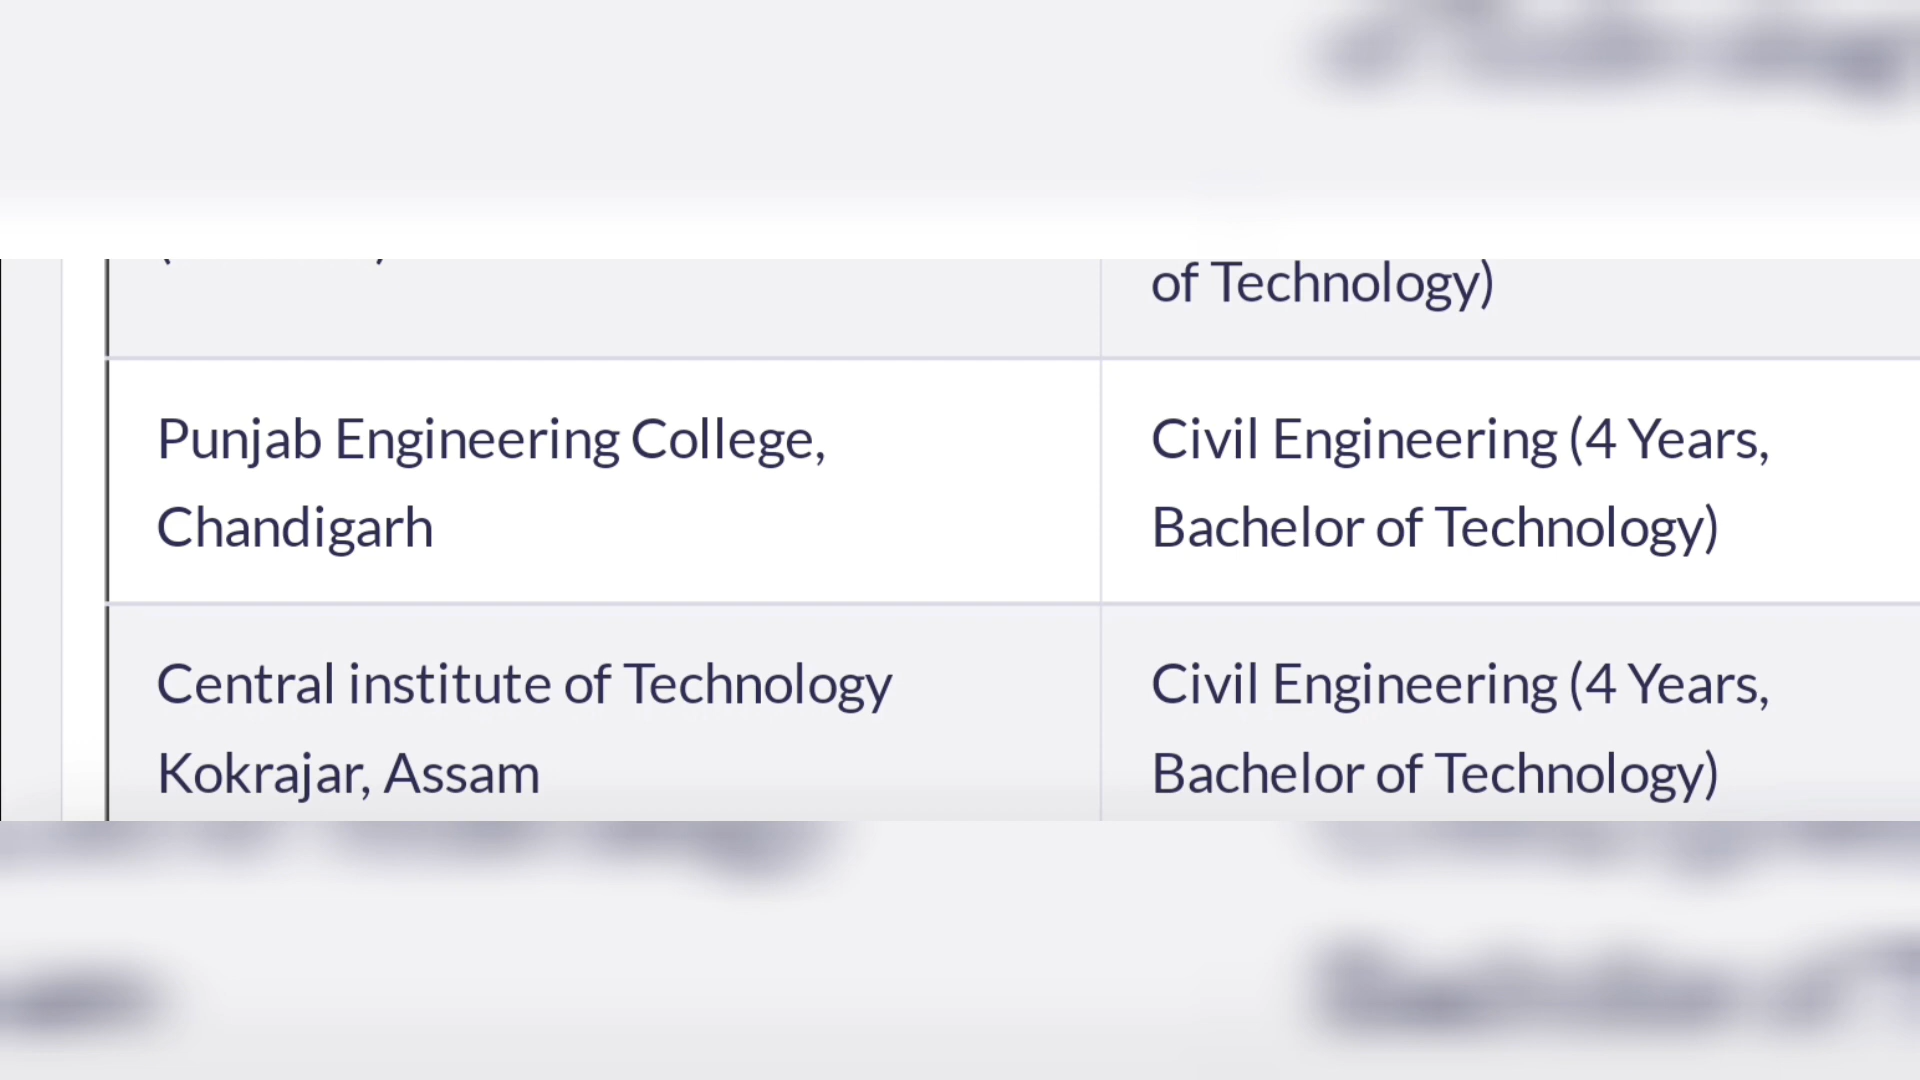 of Technology)
Punjab Engineering College,
Chandigarh
Civil Engineering (4 Years,
Bachelor of Technology)
Central institute of Technology
Kokrajar, Assam
Civil Engineering (4 Years,
Bachelor of Technology)